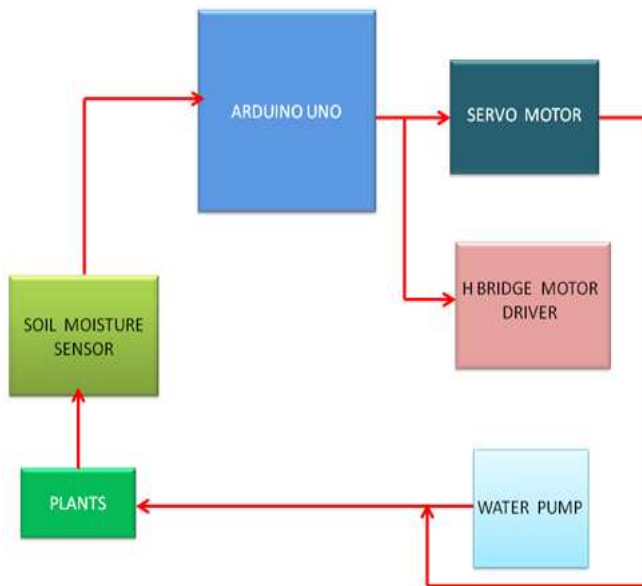 ARDUINO UNO
SERVO MOTOR
H BRIDGE MOTOR
DRIVER
SOIL MOISTURE
SENSOR
PLANTS
WATER PUMP